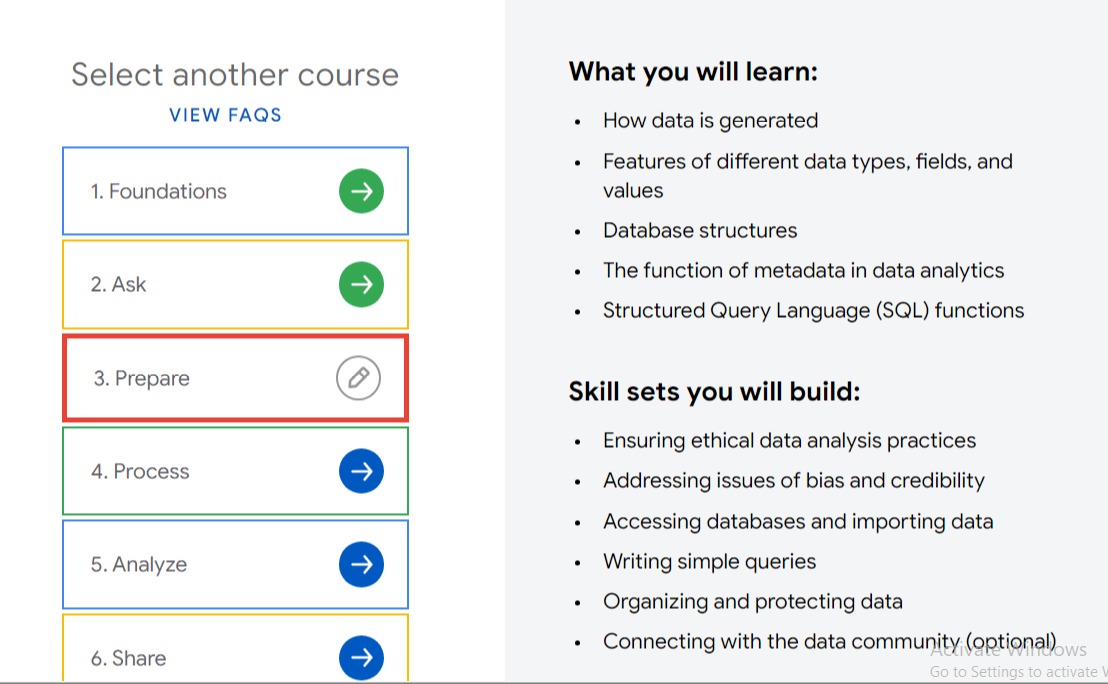 Select another course
VIEW FAQS
1. Foundations
2. Ask
3. Prepare
4. Process
5. Analyze
6. Share
What you will learn:
• How data is generated
• Features of different data types, fields, and
values
• Database structures
• The function of metadata in data analytics
• Structured Query Language (SQL) functions
Skill sets you will build:
• Ensuring ethical data analysis practices
• Addressing issues of bias and credibility
• Accessing databases and importing data
• Writing simple queries
• Organizing and protecting data
• Connecting with the data community (optional)
Activate Windows
Go to Settings to activate